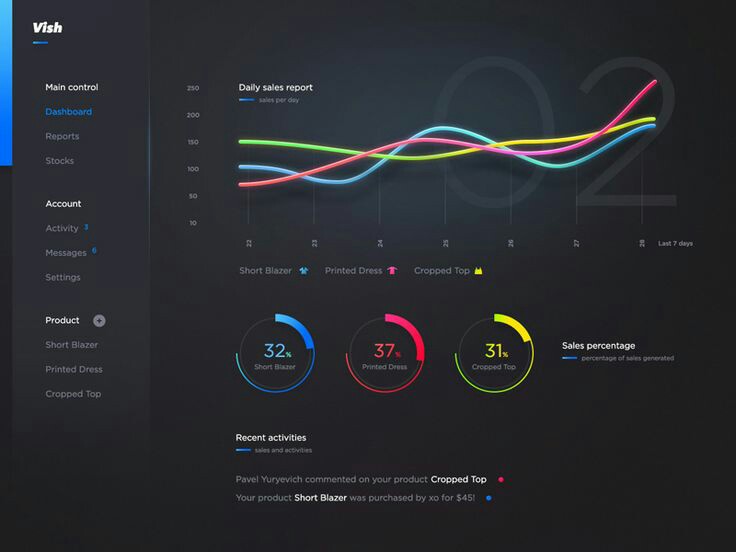 Vish
Main control
Dashboard
Reports
Stocks
Account
Activity 3
Messages 6
Settings
Product +
Short Blazer
Printed Dress
Cropped Top
Daily sales report
sales per day
02
250
200
150
100
50
10
22 23 24 25 26 27 28 Last 7 days
Short Blazer Printed Dress Cropped Top
32%
Short Blazer
37%
Printed Dress
31%
Cropped Top
Sales percentage
percentage of sales generated
Recent activities
sales and activities
Pavel Yuryevich commented on your product Cropped Top
Your product Short Blazer was purchased by xo for $45!